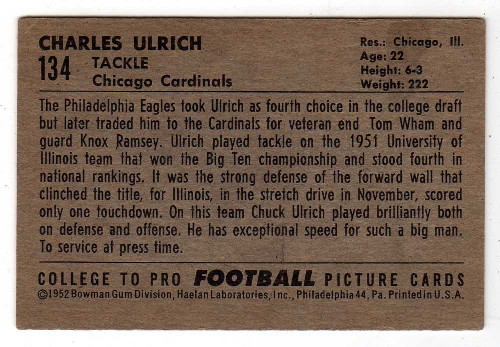 CHARLES ULRICH
134 TACKLE
Chicago Cardinals
Res.: Chicago, Ill.
Age: 22
Height: 6-3
Weight: 222
The Philadelphia Eagles took Ulrich as fourth choice in the college draft
but later traded him to the Cardinals for veteran end Tom Wham and
guard Knox Ramsey. Ulrich played tackle on the 1951 University of
Illinois team that won the Big Ten championship and stood fourth in
national rankings. It was the strong defense of the forward wall that
clinched the title, for Illinois, in the stretch drive in November, scored
only one touchdown. On this team Chuck Ulrich played brilliantly both
on defense and offense. He has exceptional speed for such a big man.
To service at press time.
COLLEGE TO PRO FOOTBALL PICTURE CARDS
©1952 Bowman Gum Division, Haelan Laboratories, Inc., Philadelphia 44, Pa. Printed in U.S.A.